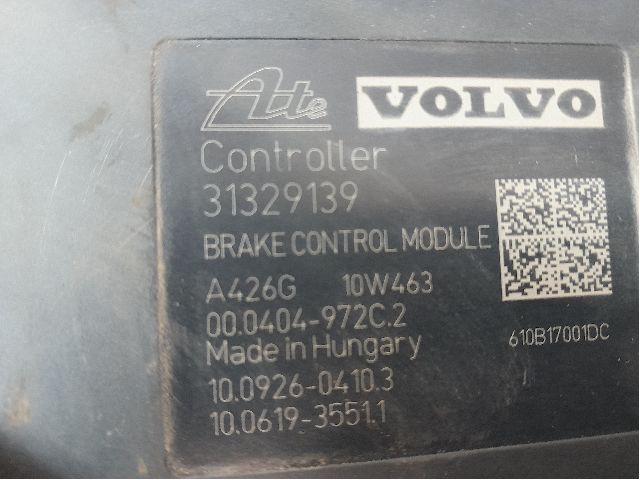 Ate VOLVO
Controller
31329139
BRAKE CONTROL MODULE
A426G 10W463
00.0404-972C.2
Made in Hungary
610B17001DC
10.0926-0410.3
10.0619-3551.1